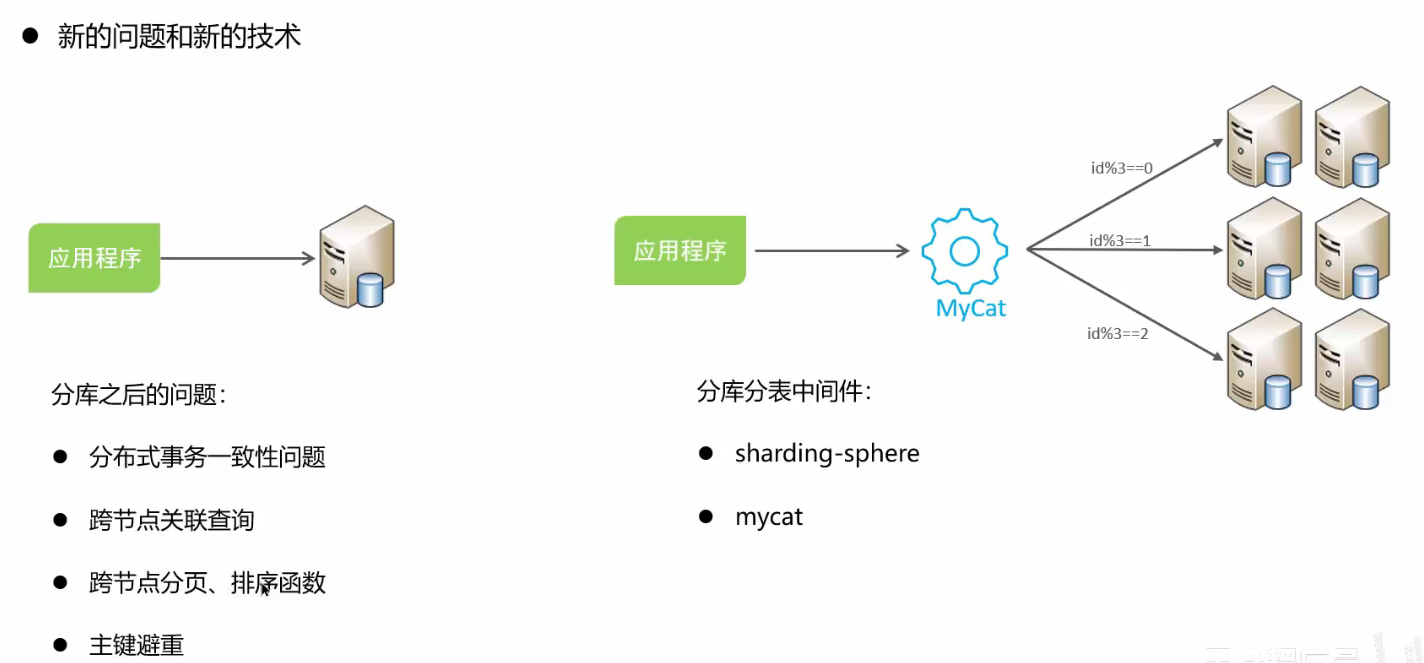 新的问题和新的技术
应用程序
应用程序
MyCat
id%3==0
id%3==1
id%3==2
分库之后的问题：
分布式事务一致性问题
跨节点关联查询
跨节点分页、排序函数
主键避重
分库分表中间件：
sharding-sphere
mycat